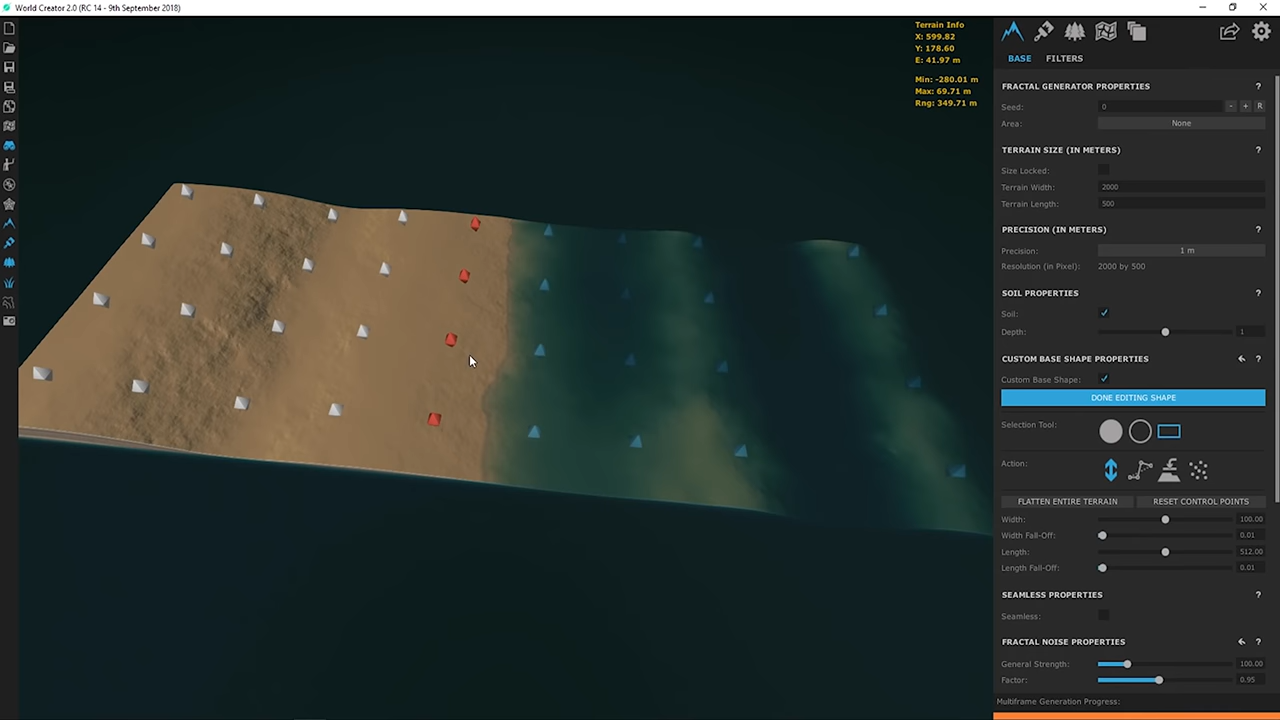 World Creator 2.0 (RC 14 - 9th September 2018)
Terrain Info
X: 599.82
Y: 178.60
E: 41.97 m
Min: -280.01 m
Max: 69.71 m
Rng: 349.71 m
BASE FILTERS
FRACTAL GENERATOR PROPERTIES ?
Seed: 0 - + R
Area: None
TERRAIN SIZE (IN METERS) ?
Size Locked:
Terrain Width: 2000
Terrain Length: 500
PRECISION (IN METERS) ?
Precision: 1 m
Resolution (in Pixel): 2000 by 500
SOIL PROPERTIES ?
Soil:
Depth: 1
CUSTOM BASE SHAPE PROPERTIES ?
Custom Base Shape:
DONE EDITING SHAPE
Selection Tool:
Action:
FLATTEN ENTIRE TERRAIN RESET CONTROL POINTS
Width: 100.00
Width Fall-Off: 0.01
Length: 512.00
Length Fall-Off: 0.01
SEAMLESS PROPERTIES ?
Seamless:
FRACTAL NOISE PROPERTIES ?
General Strength: 100.00
Factor: 0.95
Multiframe Generation Progress: